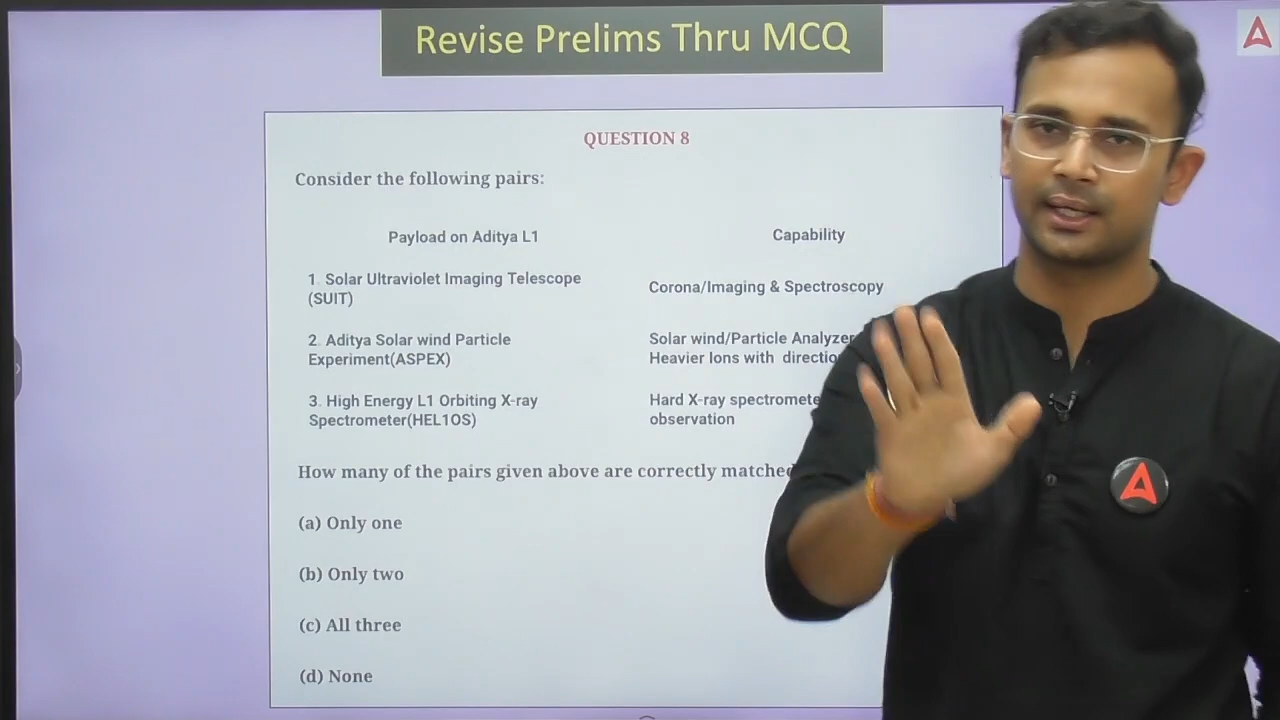 Revise Prelims Thru MCQ
QUESTION 8
Consider the following pairs:
Payload on Aditya L1
Capability
1. Solar Ultraviolet Imaging Telescope
(SUIT)
Corona/Imaging & Spectroscopy
2. Aditya Solar wind Particle
Experiment(ASPEX)
Solar wind/Particle Analyzer
Heavier Ions with
3. High Energy L1 Orbiting X-ray
Spectrometer(HEL1OS)
Hard X-ray
observation
How many of the pairs given above are correctly matched
(a) Only one
(b) Only two
(c) All three
(d) None